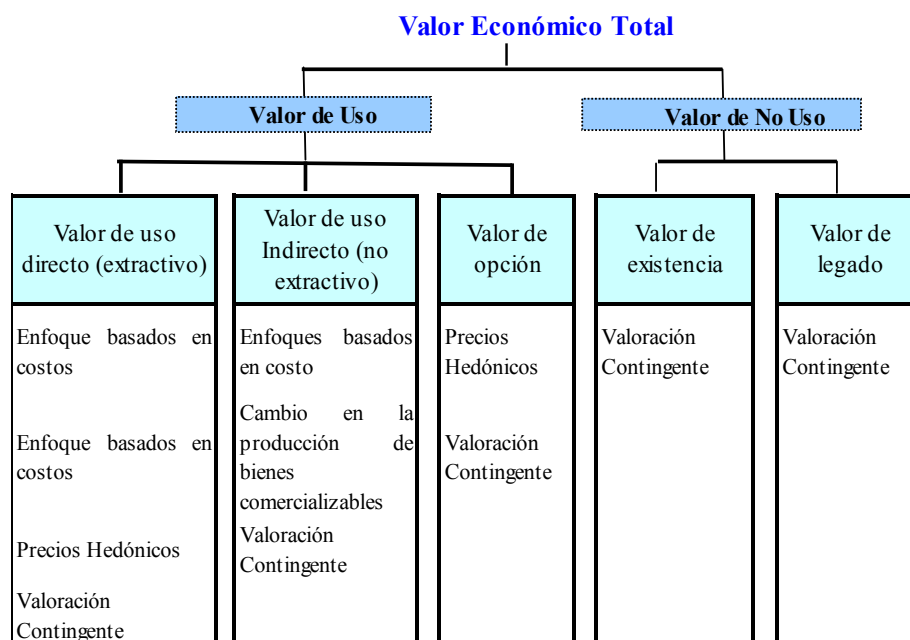 Valor Económico Total
Valor de Uso
Valor de No Uso
Valor de uso
directo (extractivo)
Enfoque basados en
costos
Enfoque basados en
costos
Precios Hedónicos
Valoración
Contingente
Valor de uso
Indirecto (no
extractivo)
Enfoques basados
en costo
Cambio en la
producción de
bienes
comercializables
Valoración
Contingente
Valor de
opción
Precios
Hedónicos
Valoración
Contingente
Valor de
existencia
Valoración
Contingente
Valor de
legado
Valoración
Contingente